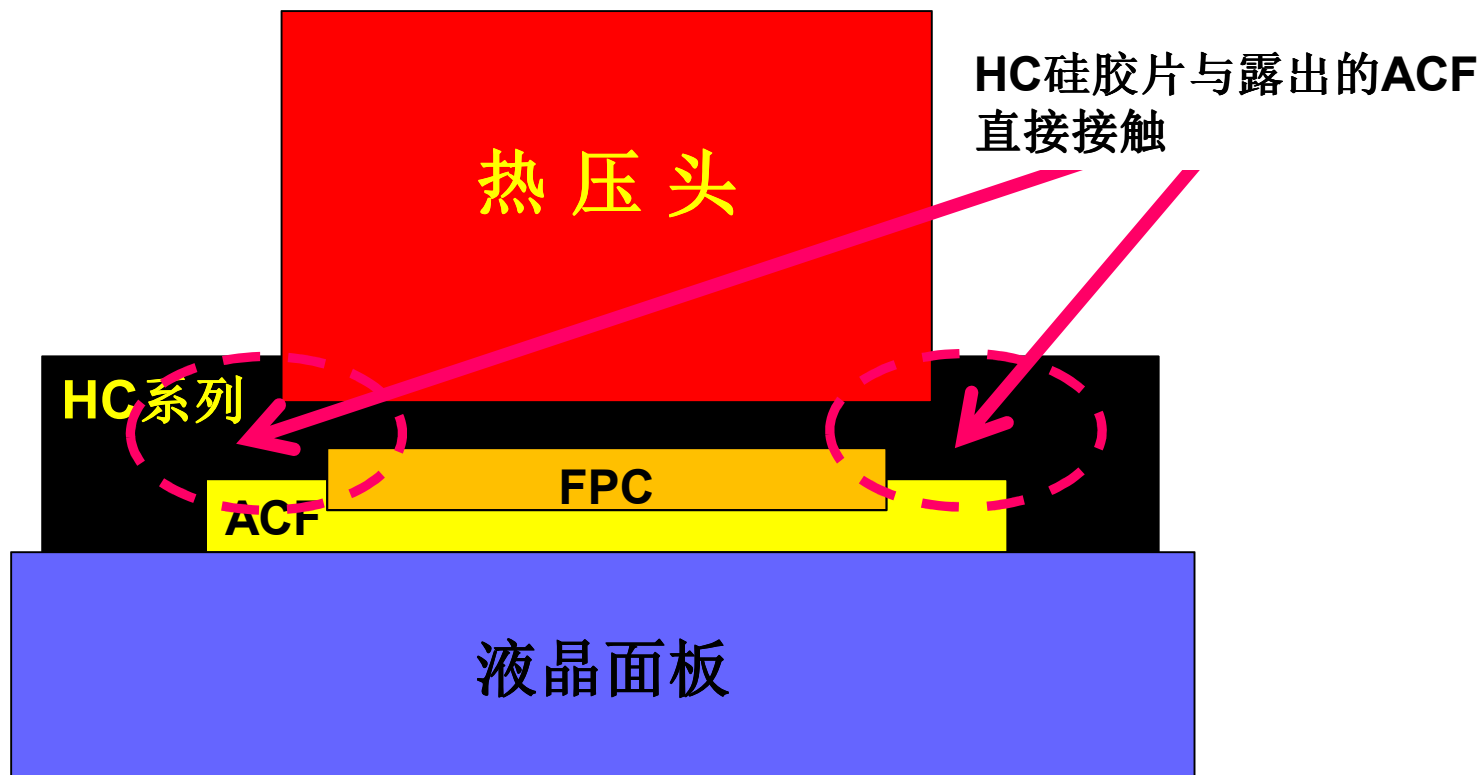 HC硅胶片与露出的ACF
直接接触
热 压 头
HC系列
FPC
ACF
液晶面板